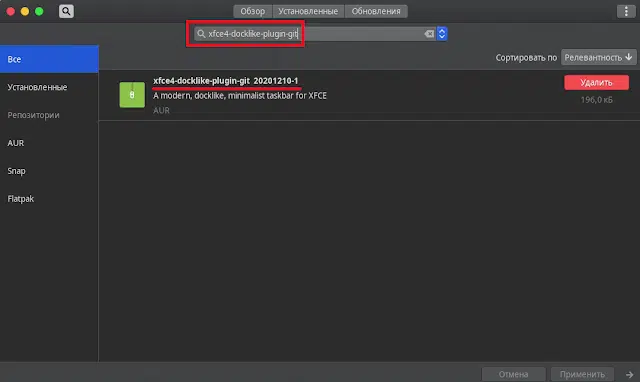 Обзор Установленные Обновления
xfce4-docklike-plugin-git
Сортировать по Релевантность
Все
Установленные
Репозитории
AUR
Snap
Flatpak
xfce4-docklike-plugin-git 20201210-1
Удалить
A modern, docklike, minimalist taskbar for XFCE
196,0 кБ
AUR
Отмена Применить